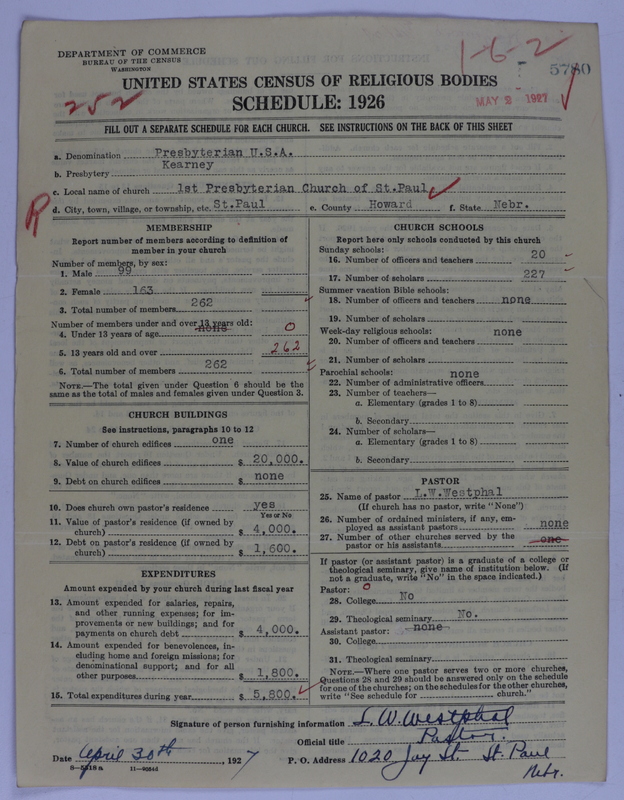 DEPARTMENT OF COMMERCE
BUREAU OF THE CENSUS
WASHINGTON
1-6-2
5780
252
MAY 2 1927
UNITED STATES CENSUS OF RELIGIOUS BODIES
SCHEDULE: 1926
FILL OUT A SEPARATE SCHEDULE FOR EACH CHURCH. SEE INSTRUCTIONS ON THE BACK OF THIS SHEET
a. Denomination Presbyterian U.S.A.
b. Presbytery Kearney
c. Local name of church 1st Presbyterian Church of St.Paul
R
d. City, town, village, or township, etc. St.Paul e. County Howard f. State Nebr.
MEMBERSHIP
Report number of members according to definition of
member in your church
Number of members, by sex:
1. Male 99
2. Female 163
3. Total number of members 262
Number of members under and over 13 years old:
4. Under 13 years of age none 0
5. 13 years old and over 262
6. Total number of members 262
NOTE.—The total given under Question 6 should be
same as the total of males and females given under Question 3.
CHURCH BUILDINGS
See instructions, paragraphs 10 to 12
7. Number of church edifices one
8. Value of church edifices $ 20,000.
9. Debt on church edifices $ none
10. Does church own pastor's residence yes
Yes or No
11. Value of pastor's residence (if owned by
church) $ 4,000.
12. Debt on pastor's residence (if owned by
church) $ 1,600.
EXPENDITURES
Amount expended by your church during last fiscal year
13. Amount expended for salaries, repairs,
and other running expenses; for im-
provements or new buildings; and for
payments on church debt $ 4,000.
14. Amount expended for benevolences, in-
cluding home and foreign missions; for
denominational support; and for all
other purposes $ 1,800.
15. Total expenditures during year $ 5,800.
CHURCH SCHOOLS
Report here only schools conducted by this church
Sunday schools:
16. Number of officers and teachers 20
17. Number of scholars 227
Summer vacation Bible schools:
18. Number of officers and teachers none
19. Number of scholars
Week-day religious schools: none
20. Number of officers and teachers
21. Number of scholars
Parochial schools: none
22. Number of administrative officers
23. Number of teachers—
a. Elementary (grades 1 to 8)
b. Secondary
24. Number of scholars—
a. Elementary (grades 1 to 8)
b. Secondary
PASTOR
25. Name of pastor L.W.Westphal
(If church has no pastor, write "None")
26. Number of ordained ministers, if any, em-
ployed as assistant pastors none
27. Number of other churches served by the
pastor or his assistants one
If pastor (or assistant pastor) is a graduate of a college or
theological seminary, give name of institution below. (If
not a graduate, write "No" in the space indicated.)
Pastor: 0
28. College No
29. Theological seminary No.
Assistant pastor: none
30. College
31. Theological seminary
NOTE.—Where one pastor serves two or more churches,
Questions 28 and 29 should be answered only on the schedule
for one of the churches; on the schedules for the other churches,
write "See schedule for church."
Signature of person furnishing information L. W. Westphal
Official title Pastor.
Date April 30th, 1927 P. O. Address 1020 Jay St. St. Paul
Nebr.
8—5518a 11—9054d